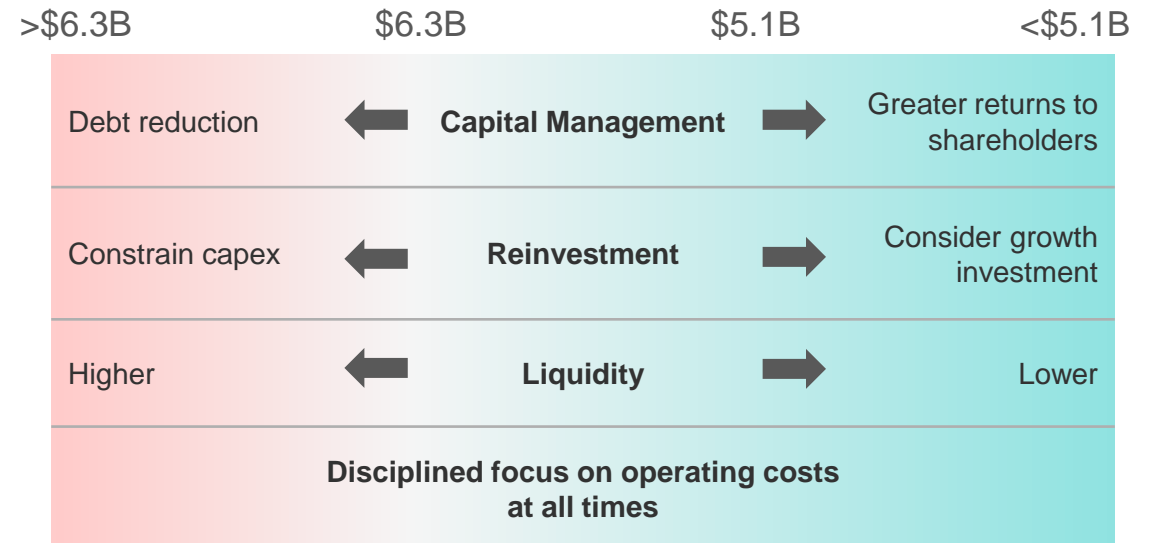 >$6.3B $6.3B $5.1B <$5.1B
Debt reduction Capital Management Greater returns to
shareholders
Constrain capex Reinvestment Consider growth
investment
Higher Liquidity Lower
Disciplined focus on operating costs
at all times